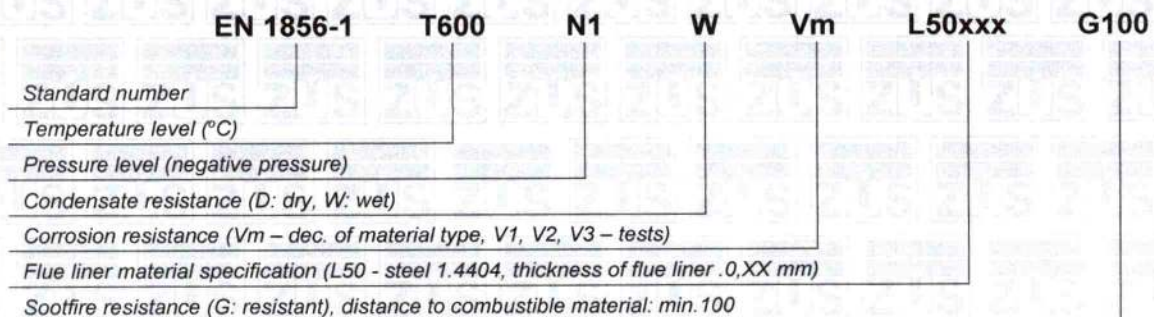 EN 1856-1 T600 N1 W Vm L50xxx G100
Standard number
Temperature level (ºC)
Pressure level (negative pressure)
Condensate resistance (D: dry, W: wet)
Corrosion resistance (Vm – dec. of material type, V1, V2, V3 – tests)
Flue liner material specification (L50 - steel 1.4404, thickness of flue liner .0,XX mm)
Sootfire resistance (G: resistant), distance to combustible material: min.100